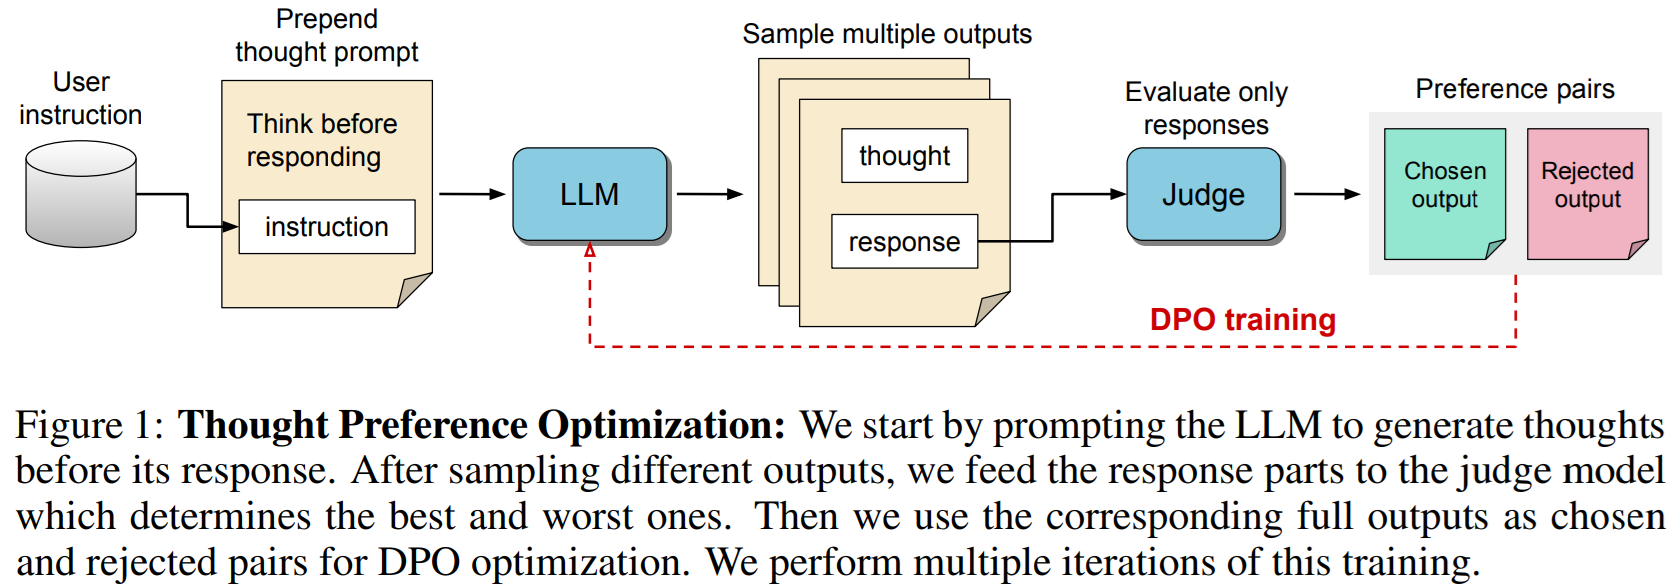 User
instruction
Prepend
thought prompt
Think before
responding
instruction
LLM
Sample multiple outputs
thought
response
Evaluate only
responses
Judge
Preference pairs
Chosen
output
Rejected
output
DPO training
Figure 1: Thought Preference Optimization: We start by prompting the LLM to generate thoughts
before its response. After sampling different outputs, we feed the response parts to the judge model
which determines the best and worst ones. Then we use the corresponding full outputs as chosen
and rejected pairs for DPO optimization. We perform multiple iterations of this training.